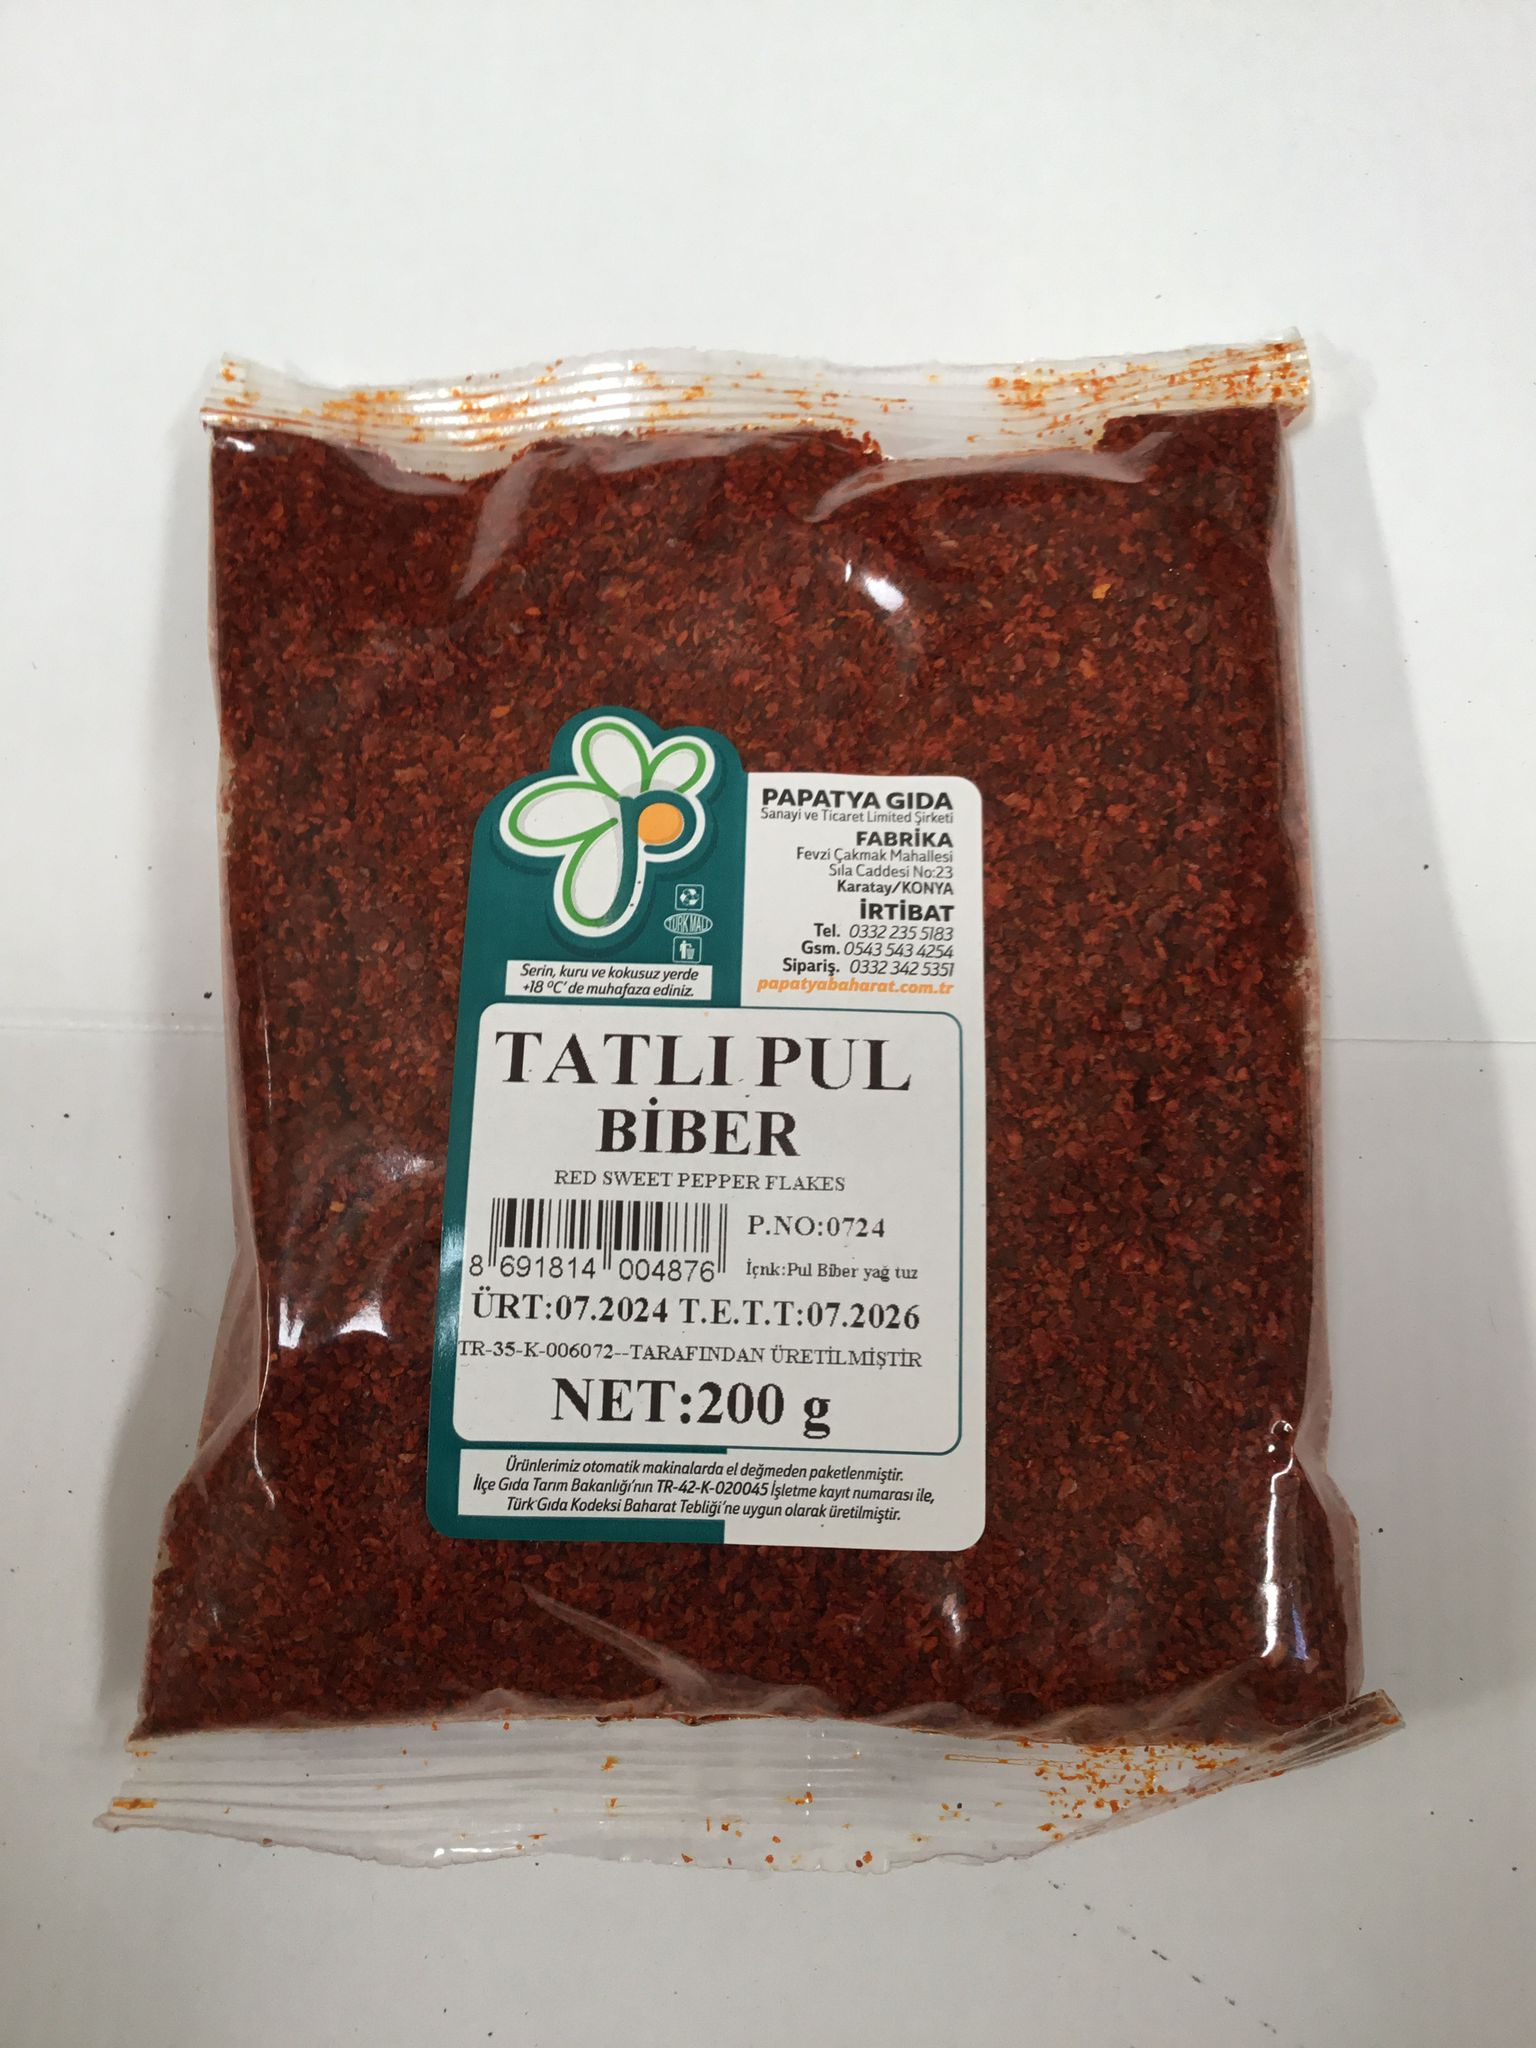 PAPATYA GIDA
Sanayi ve Ticaret Limited Şirketi
FABRİKA
Fevzi Çakmak Mahallesi
Sıla Caddesi No:23
Karatay/KONYA
İRTİBAT
Tel. 0332 235 5183
Gsm. 0543 543 4254
Sipariş. 0332 342 5351
papatyabaharat.com.tr
TÜRK MALI
Serin, kuru ve kokusuz yerde
+18 ºC' de muhafaza ediniz.
TATLI PUL
BİBER
RED SWEET PEPPER FLAKES
P.NO:0724
8 691814 004876
İçnk:Pul Biber yağ tuz
ÜRT:07.2024 T.E.T.T:07.2026
TR-35-K-006072--TARAFINDAN ÜRETİLMİŞTİR
NET:200 g
Ürünlerimiz otomatik makinalarda el değmeden paketlenmiştir.
İlçe Gıda Tarım Bakanlığı'nın TR-42-K-020045 İşletme kayıt numarası ile,
Türk Gıda Kodeksi Baharat Tebliği'ne uygun olarak üretilmiştir.